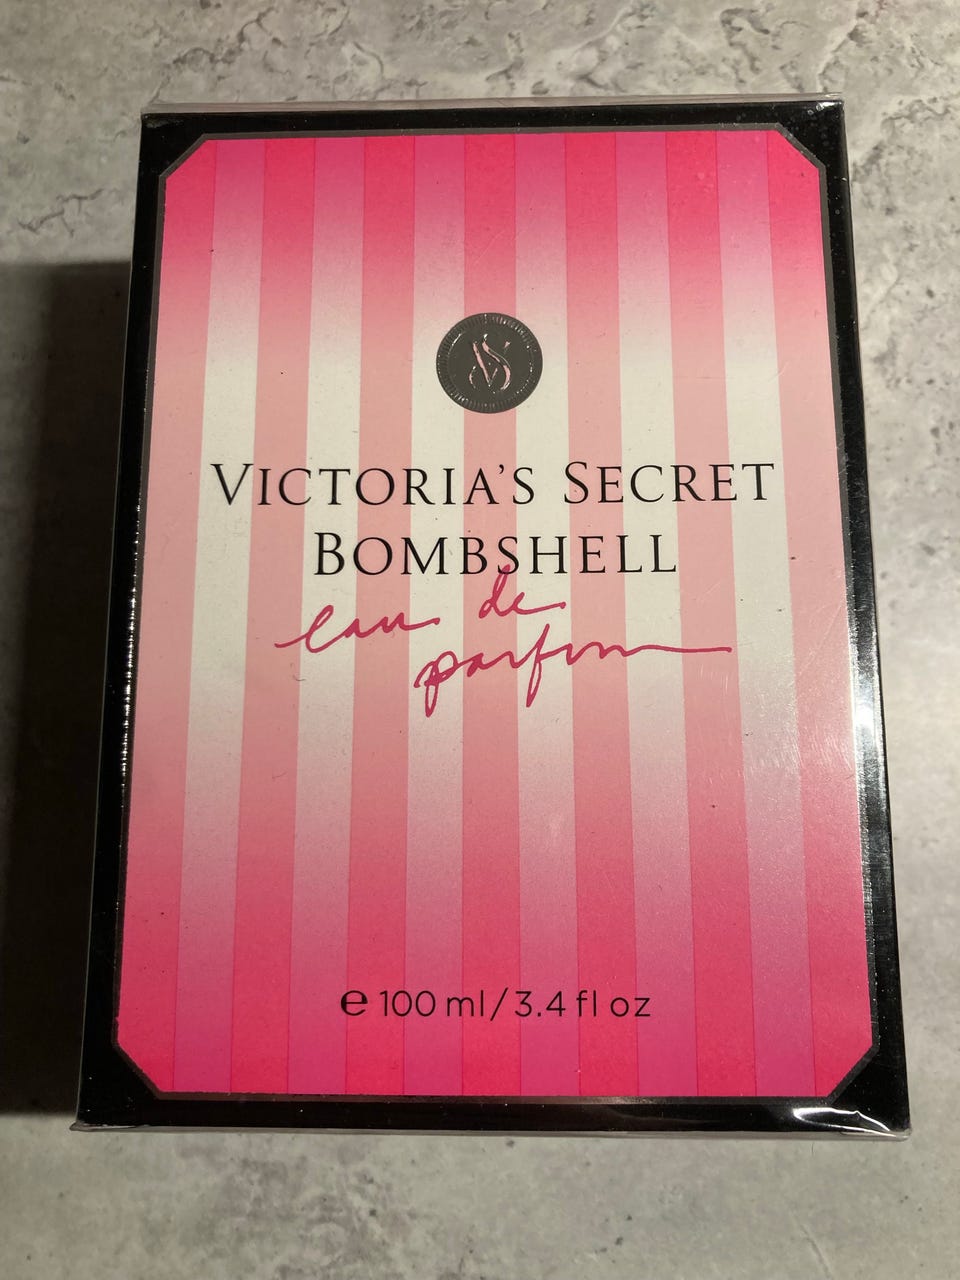 VS
VICTORIA'S SECRET
BOMBSHELL
eau de
parfum
℮ 100 ml / 3.4 fl oz